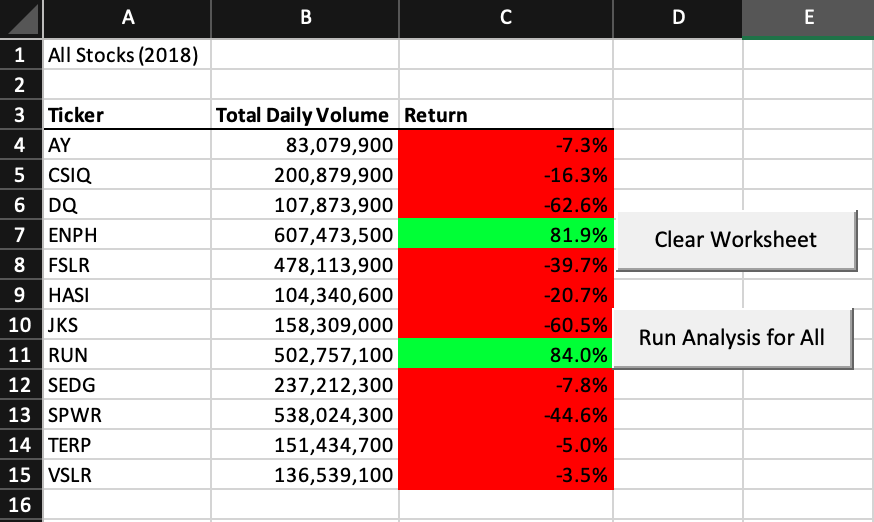 A B C D E
1 All Stocks (2018)
2
3 Ticker Total Daily Volume Return
4 AY 83,079,900 -7.3%
5 CSIQ 200,879,900 -16.3%
6 DQ 107,873,900 -62.6%
7 ENPH 607,473,500 81.9%
Clear Worksheet
8 FSLR 478,113,900 -39.7%
9 HASI 104,340,600 -20.7%
10 JKS 158,309,000 -60.5%
Run Analysis for All
11 RUN 502,757,100 84.0%
12 SEDG 237,212,300 -7.8%
13 SPWR 538,024,300 -44.6%
14 TERP 151,434,700 -5.0%
15 VSLR 136,539,100 -3.5%
16